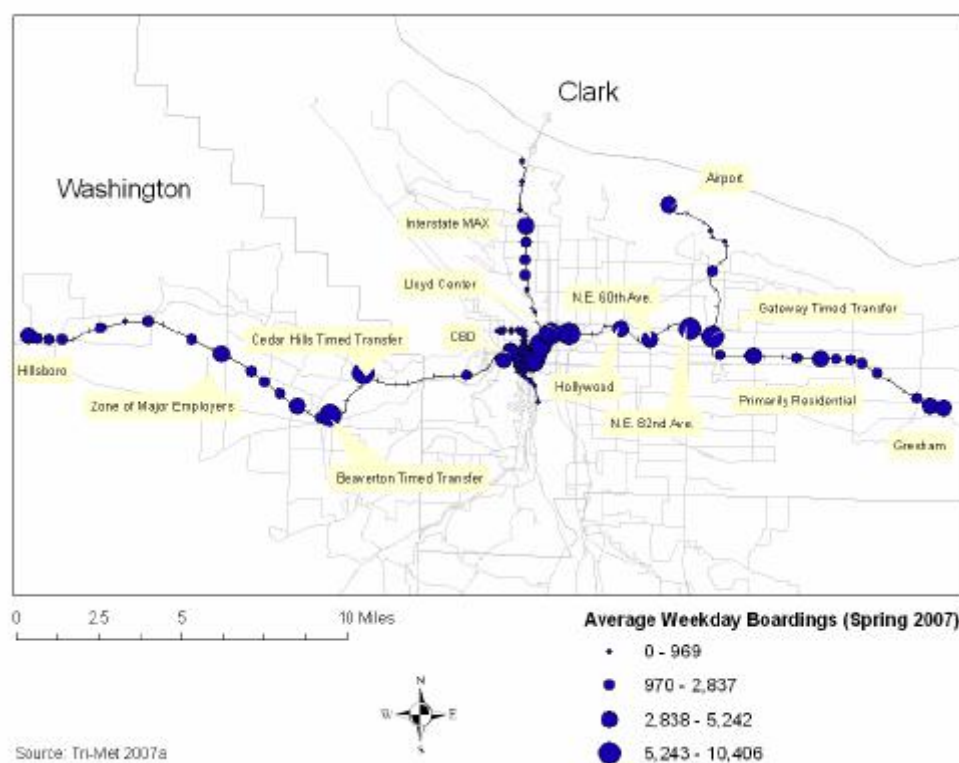 Clark
Washington
Airport
Interstate MAX
Lloyd Center
N.E. 60th Ave.
Gateway Timed Transfer
CBD
Cedar Hills Timed Transfer
Hillsboro
Hollywood
Zone of Major Employers
Primarily Residential
N.E. 82nd Ave.
Gresham
Beaverton Timed Transfer
0 2.5 5 10 Miles
Average Weekday Boardings (Spring 2007)
0 - 969
970 - 2,837
2,838 - 5,242
5,243 - 10,406
N
W E
S
Source: Tri-Met 2007a